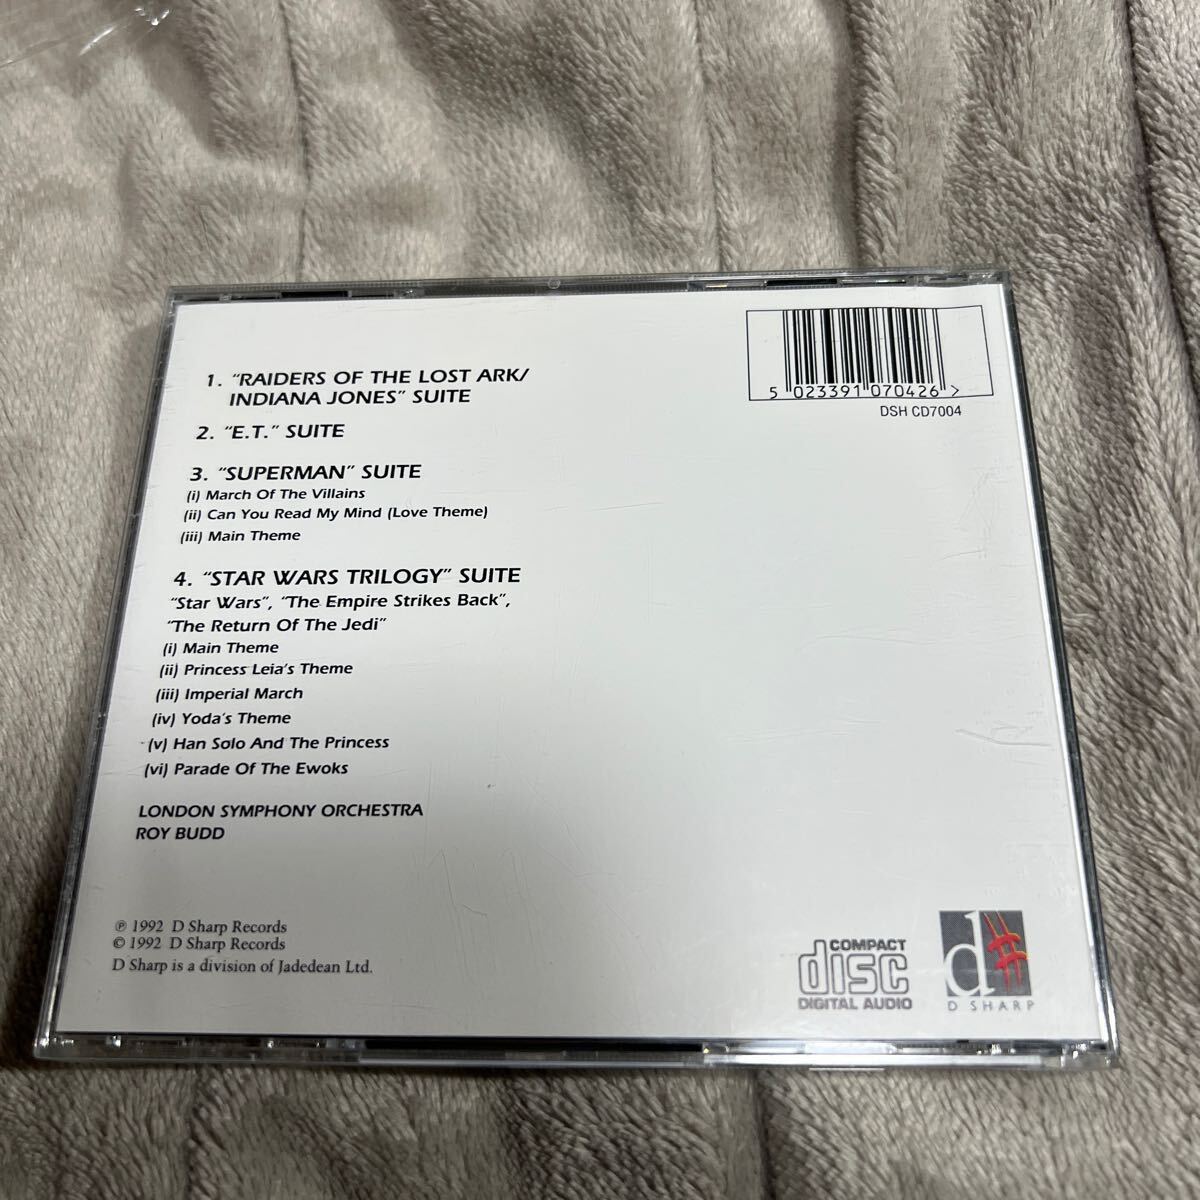 1. "RAIDERS OF THE LOST ARK/
INDIANA JONES" SUITE
2. "E.T." SUITE
3. "SUPERMAN" SUITE
(i) March Of The Villains
(ii) Can You Read My Mind (Love Theme)
(iii) Main Theme
4. "STAR WARS TRILOGY" SUITE
"Star Wars", "The Empire Strikes Back",
"The Return Of The Jedi"
(i) Main Theme
(ii) Princess Leia's Theme
(iii) Imperial March
(iv) Yoda's Theme
(v) Han Solo And The Princess
(vi) Parade Of The Ewoks
LONDON SYMPHONY ORCHESTRA
ROY BUDD
℗ 1992 D Sharp Records
© 1992 D Sharp Records
D Sharp is a division of Jadedean Ltd.
5 023391 070426 >
DSH CD7004
COMPACT
disc
DIGITAL AUDIO
d#
D SHARP